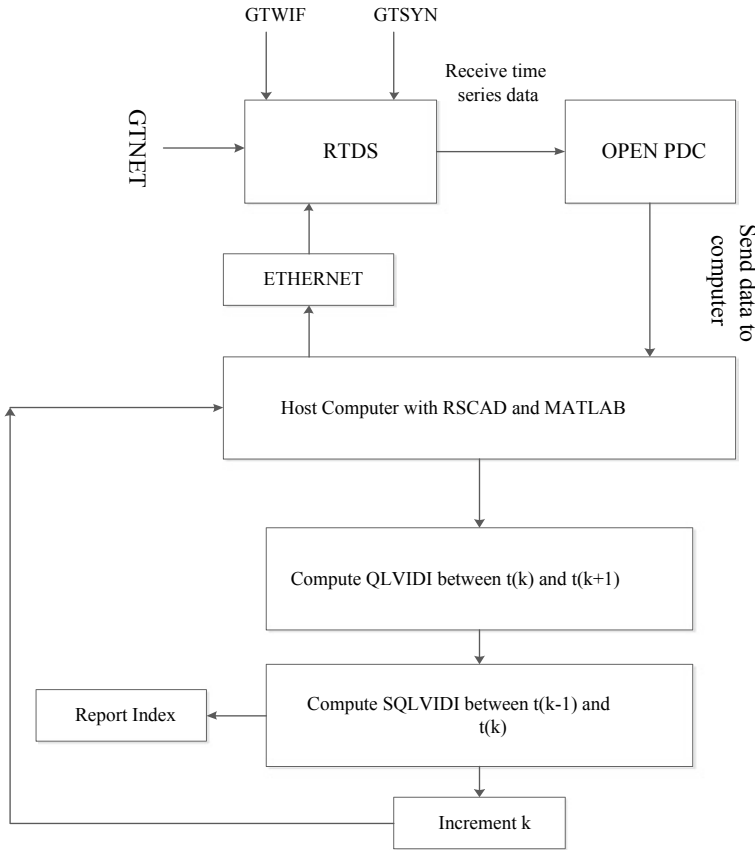 GTWIF
GTSYN
Receive time
series data
GTNET
RTDS
OPEN PDC
Send data to
computer
ETHERNET
Host Computer with RSCAD and MATLAB
Compute QLVIDI between t(k) and t(k+1)
Compute SQLVIDI between t(k-1) and
t(k)
Report Index
Increment k